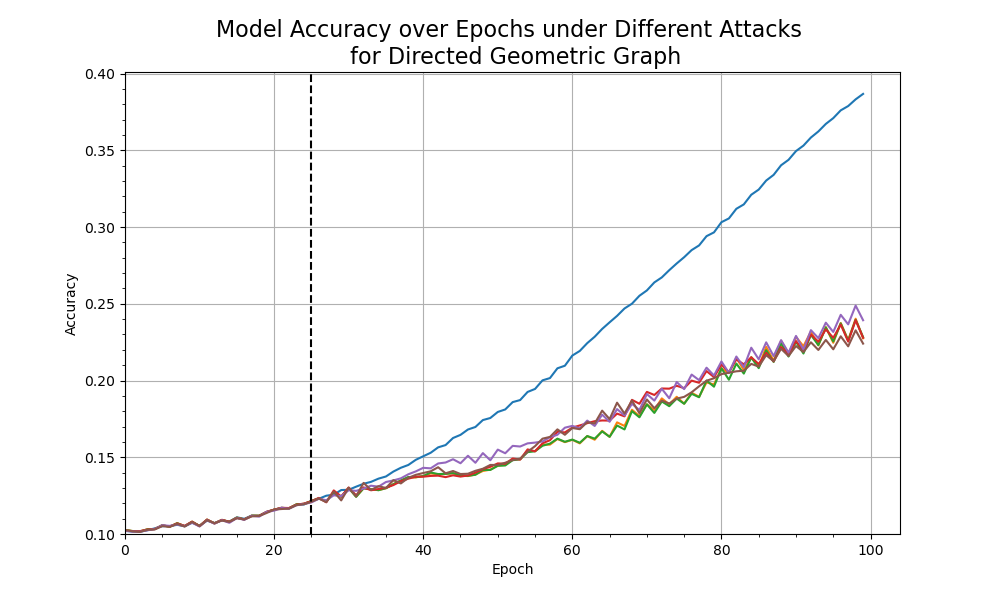 Model Accuracy over Epochs under Different Attacks
for Directed Geometric Graph
0.40
0.35
0.30
0.25
0.20
0.15
0.10
Accuracy
0 20 40 60 80 100
Epoch